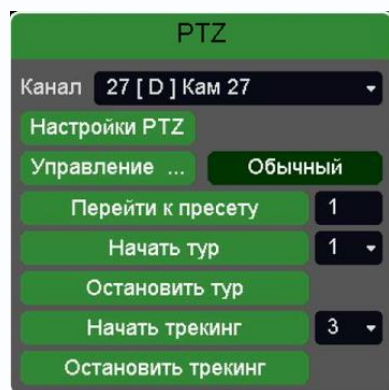 PTZ
Канал 27 [ D ] Кам 27
Настройки PTZ
Управление ... Обычный
Перейти к пресету 1
Начать тур 1
Остановить тур
Начать трекинг 3
Остановить трекинг